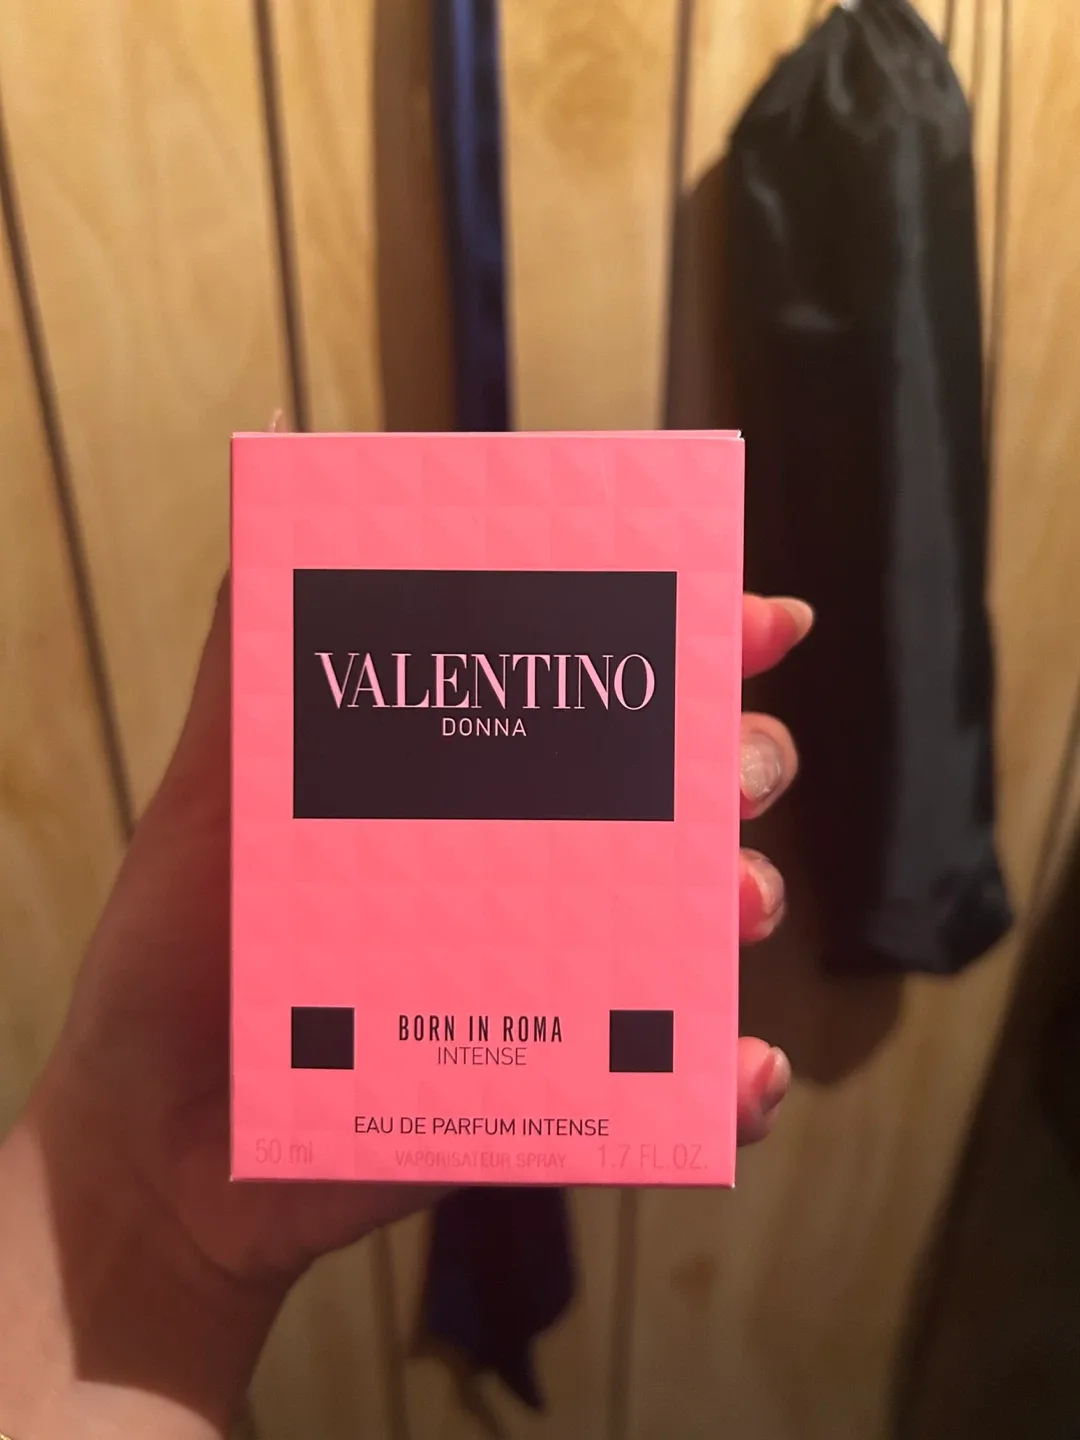 VALENTINO
DONNA
BORN IN ROMA
INTENSE
EAU DE PARFUM INTENSE
50 ml VAPORISATEUR SPRAY 1.7 FL.OZ.